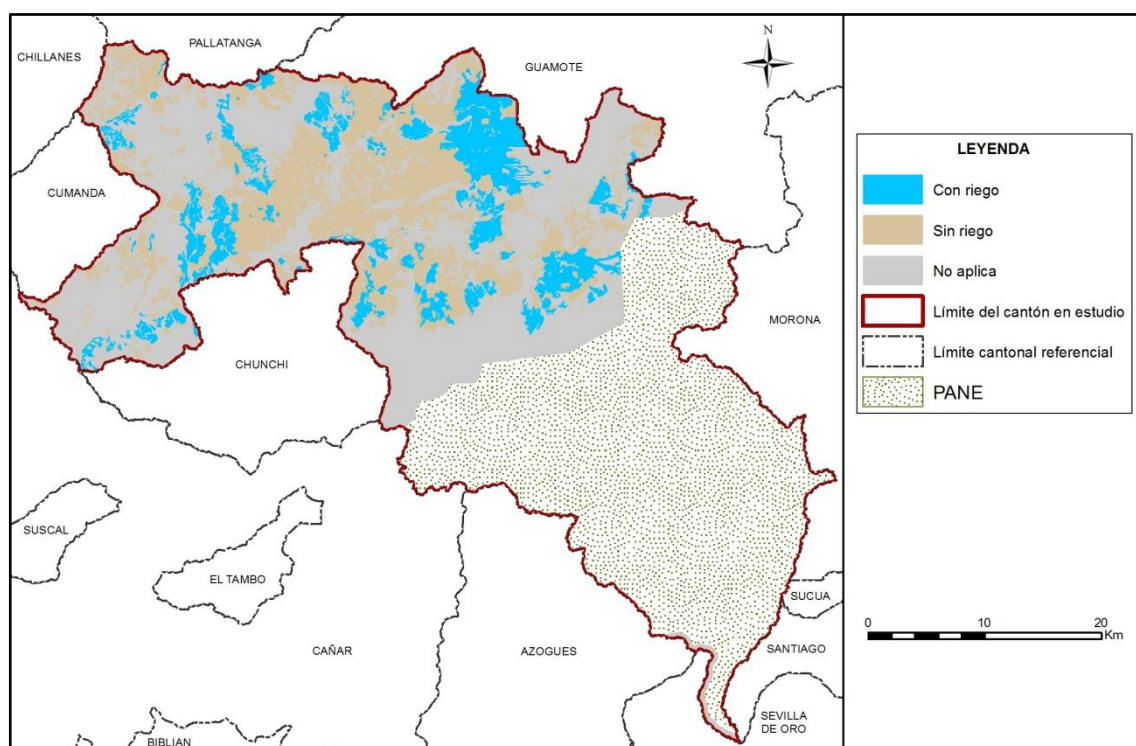 PALLATANGA
CHILLANES
GUAMOTE
N
CUMANDA
MORONA
CHUNCHI
SUSCAL
EL TAMBO
SUCUA
CAÑAR
AZOGUES
SANTIAGO
SEVILLA
DE ORO
BIBLIAN
LEYENDA
Con riego
Sin riego
No aplica
Límite del cantón en estudio
Límite cantonal referencial
PANE
0 10 20
Km